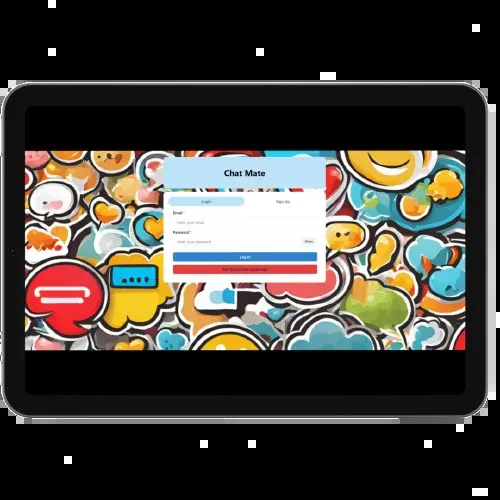 Chat Mate
Login
Sign Up
Email *
Enter your email
Password *
Enter your password
Show
Log In
Get Guest User Credentials